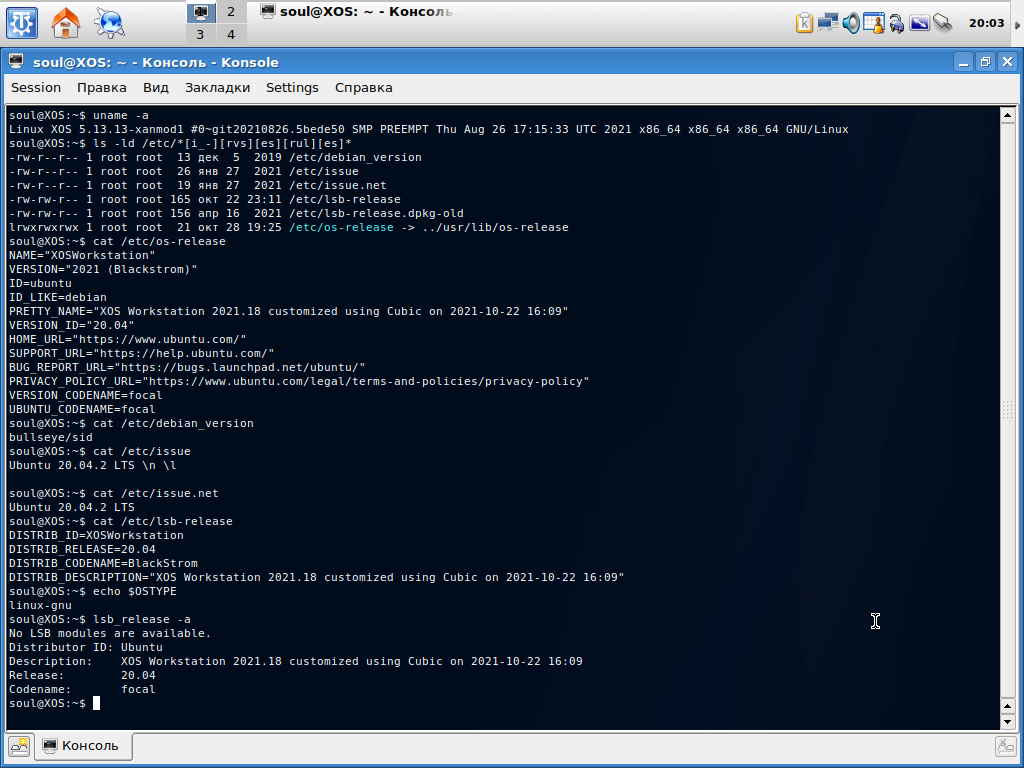 2
3 4
soul@XOS: ~ - Консоль
20:03
soul@XOS: ~ - Консоль - Konsole
Session Правка Вид Закладки Settings Справка
soul@XOS:~$ uname -a
Linux XOS 5.13.13-xanmod1 #0~git20210826.5bede50 SMP PREEMPT Thu Aug 26 17:15:33 UTC 2021 x86_64 x86_64 x86_64 GNU/Linux
soul@XOS:~$ ls -ld /etc/*[i_-][rvs][es][rul][es]*
-rw-r--r-- 1 root root  13 дек  5  2019 /etc/debian_version
-rw-r--r-- 1 root root  26 янв 27  2021 /etc/issue
-rw-r--r-- 1 root root  19 янв 27  2021 /etc/issue.net
-rw-rw-r-- 1 root root 165 окт 22 23:11 /etc/lsb-release
-rw-rw-r-- 1 root root 156 апр 16  2021 /etc/lsb-release.dpkg-old
lrwxrwxrwx 1 root root  21 окт 28 19:25 /etc/os-release -> ../usr/lib/os-release
soul@XOS:~$ cat /etc/os-release
NAME="XOSWorkstation"
VERSION="2021 (Blackstrom)"
ID=ubuntu
ID_LIKE=debian
PRETTY_NAME="XOS Workstation 2021.18 customized using Cubic on 2021-10-22 16:09"
VERSION_ID="20.04"
HOME_URL="https://www.ubuntu.com/"
SUPPORT_URL="https://help.ubuntu.com/"
BUG_REPORT_URL="https://bugs.launchpad.net/ubuntu/"
PRIVACY_POLICY_URL="https://www.ubuntu.com/legal/terms-and-policies/privacy-policy"
VERSION_CODENAME=focal
UBUNTU_CODENAME=focal
soul@XOS:~$ cat /etc/debian_version
bullseye/sid
soul@XOS:~$ cat /etc/issue
Ubuntu 20.04.2 LTS \n \l
soul@XOS:~$ cat /etc/issue.net
Ubuntu 20.04.2 LTS
soul@XOS:~$ cat /etc/lsb-release
DISTRIB_ID=XOSWorkstation
DISTRIB_RELEASE=20.04
DISTRIB_CODENAME=BlackStrom
DISTRIB_DESCRIPTION="XOS Workstation 2021.18 customized using Cubic on 2021-10-22 16:09"
soul@XOS:~$ echo $OSTYPE
linux-gnu
soul@XOS:~$ lsb_release -a
No LSB modules are available.
Distributor ID: Ubuntu
Description:    XOS Workstation 2021.18 customized using Cubic on 2021-10-22 16:09
Release:        20.04
Codename:       focal
soul@XOS:~$
Консоль